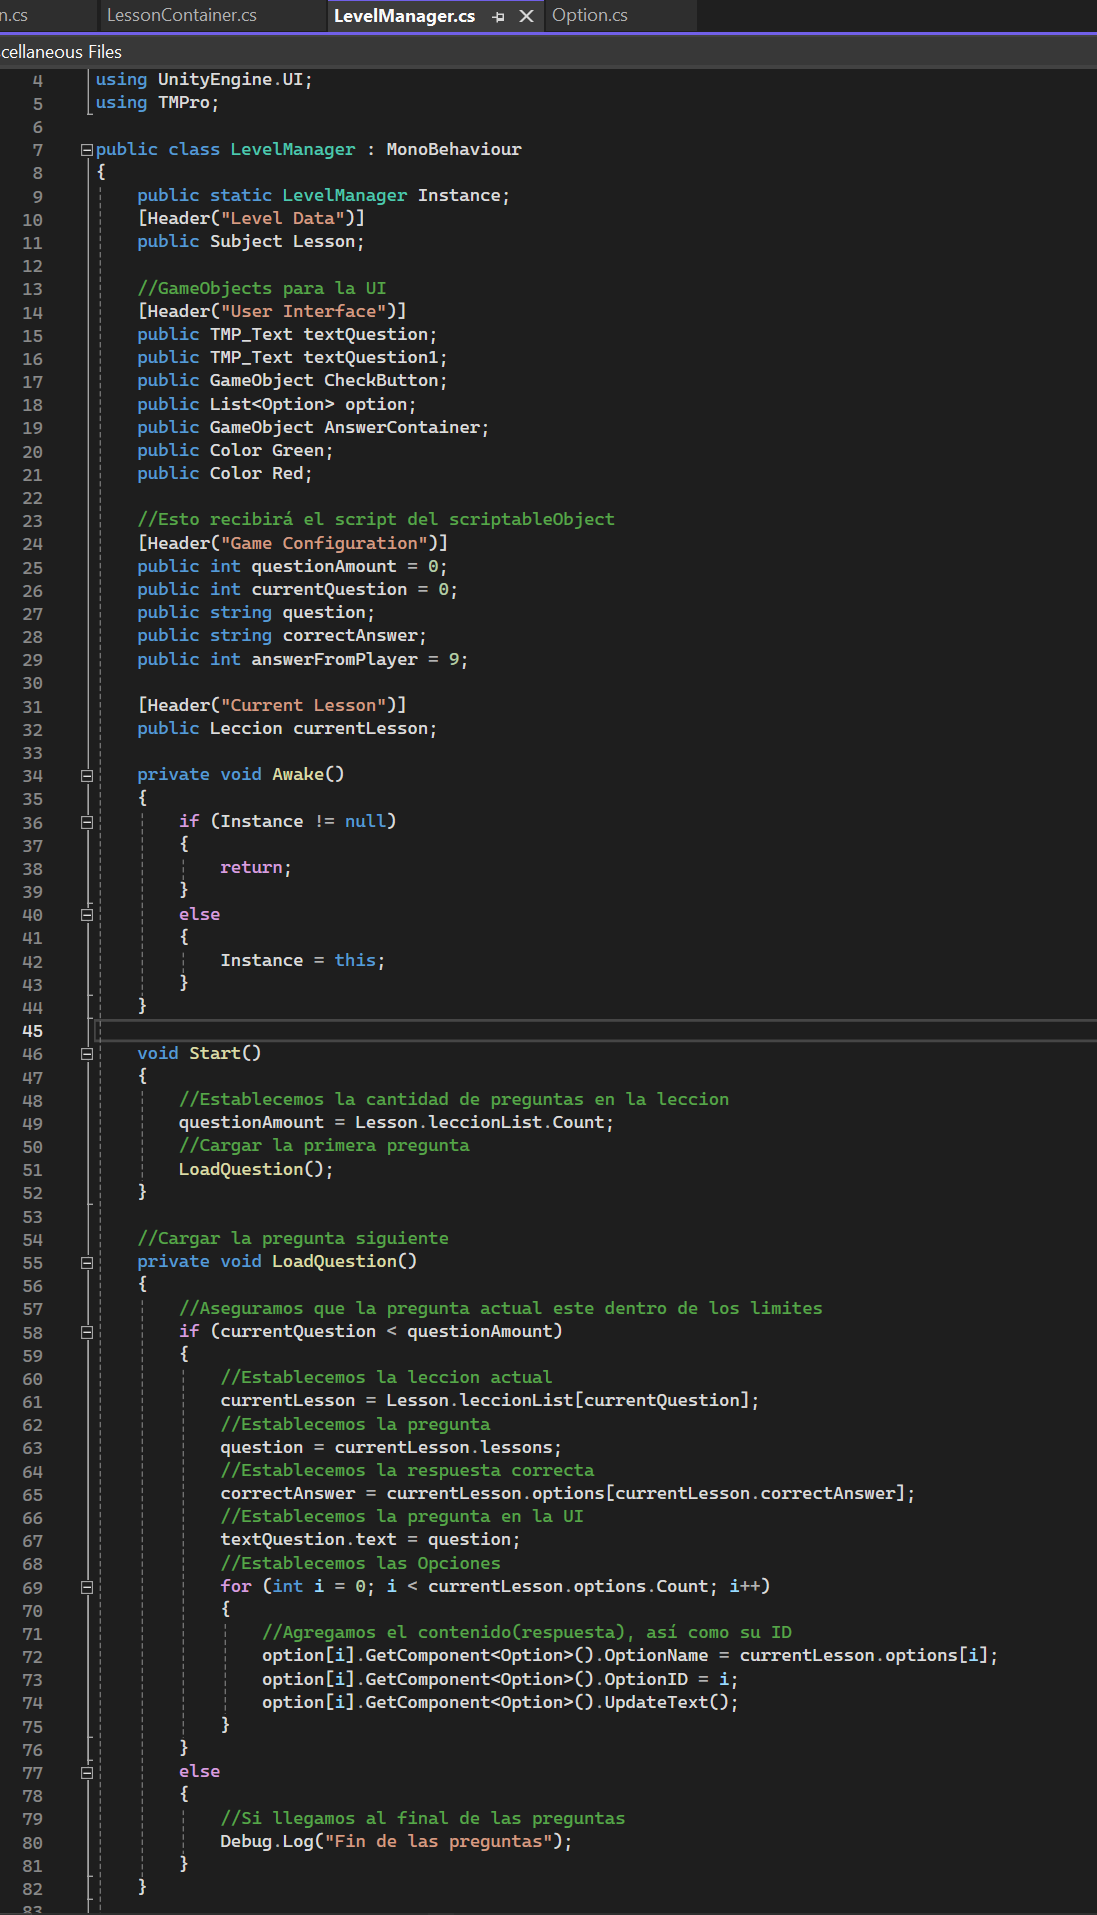 n.cs LessonContainer.cs LevelManager.cs Option.cs
cellaneous Files
4 using UnityEngine.UI;
5 using TMPro;
6
7 public class LevelManager : MonoBehaviour
8 {
9 public static LevelManager Instance;
10 [Header("Level Data")]
11 public Subject Lesson;
12
13 //GameObjects para la UI
14 [Header("User Interface")]
15 public TMP_Text textQuestion;
16 public TMP_Text textQuestion1;
17 public GameObject CheckButton;
18 public List<Option> option;
19 public GameObject AnswerContainer;
20 public Color Green;
21 public Color Red;
22
23 //Esto recibirá el script del scriptableObject
24 [Header("Game Configuration")]
25 public int questionAmount = 0;
26 public int currentQuestion = 0;
27 public string question;
28 public string correctAnswer;
29 public int answerFromPlayer = 9;
30
31 [Header("Current Lesson")]
32 public Leccion currentLesson;
33
34 private void Awake()
35 {
36 if (Instance != null)
37 {
38 return;
39 }
40 else
41 {
42 Instance = this;
43 }
44 }
45
46 void Start()
47 {
48 //Establecemos la cantidad de preguntas en la leccion
49 questionAmount = Lesson.leccionList.Count;
50 //Cargar la primera pregunta
51 LoadQuestion();
52 }
53
54 //Cargar la pregunta siguiente
55 private void LoadQuestion()
56 {
57 //Aseguramos que la pregunta actual este dentro de los limites
58 if (currentQuestion < questionAmount)
59 {
60 //Establecemos la leccion actual
61 currentLesson = Lesson.leccionList[currentQuestion];
62 //Establecemos la pregunta
63 question = currentLesson.lessons;
64 //Establecemos la respuesta correcta
65 correctAnswer = currentLesson.options[currentLesson.correctAnswer];
66 //Establecemos la pregunta en la UI
67 textQuestion.text = question;
68 //Establecemos las Opciones
69 for (int i = 0; i < currentLesson.options.Count; i++)
70 {
71 //Agregamos el contenido(respuesta), así como su ID
72 option[i].GetComponent<Option>().OptionName = currentLesson.options[i];
73 option[i].GetComponent<Option>().OptionID = i;
74 option[i].GetComponent<Option>().UpdateText();
75 }
76 }
77 else
78 {
79 //Si llegamos al final de las preguntas
80 Debug.Log("Fin de las preguntas");
81 }
82 }
83